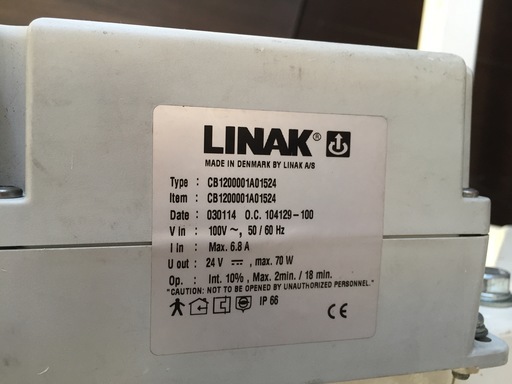 LINAK®
MADE IN DENMARK BY LINAK A/S
Type : CB1200001A01524
Item : CB1200001A01524
Date : 030114 O.C. 104129-100
V in : 100V ~, 50 / 60 Hz
I in : Max. 6.8 A
U out : 24 V ⎓, max. 70 W
Op. : Int. 10%, Max. 2min. / 18 min.
"CAUTION: NOT TO BE OPENED BY UNAUTHORIZED PERSONNEL."
IP 66
CE